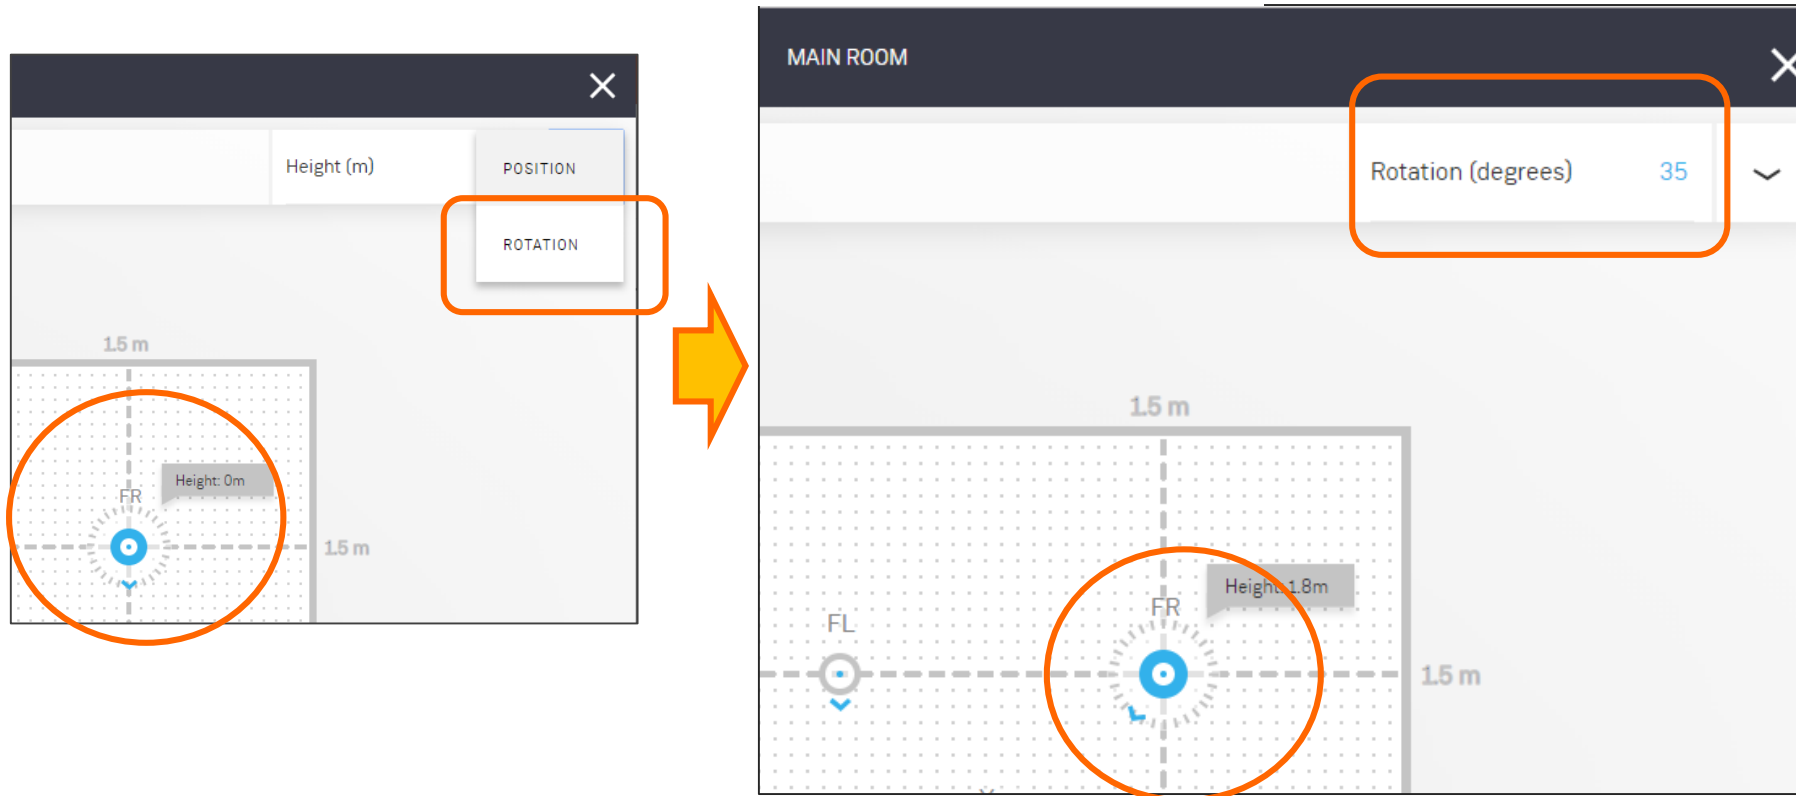 Height (m)
POSITION
ROTATION
1.5 m
Height: 0m
FR
1.5 m
MAIN ROOM
Rotation (degrees) 35
1.5 m
Height: 1.8m
FR
FL
1.5 m